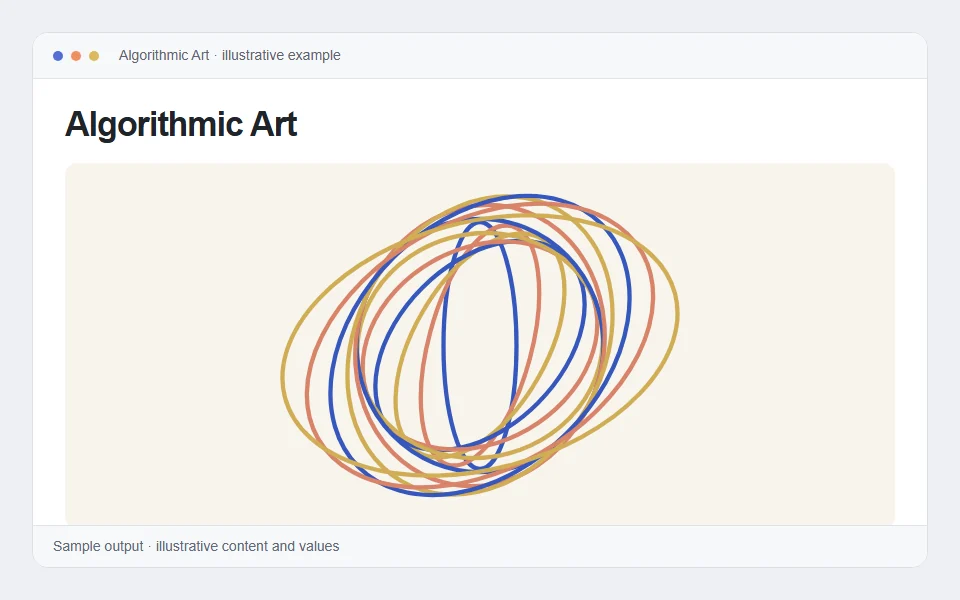 Algorithmic Art · illustrative example
Algorithmic Art
Sample output · illustrative content and values